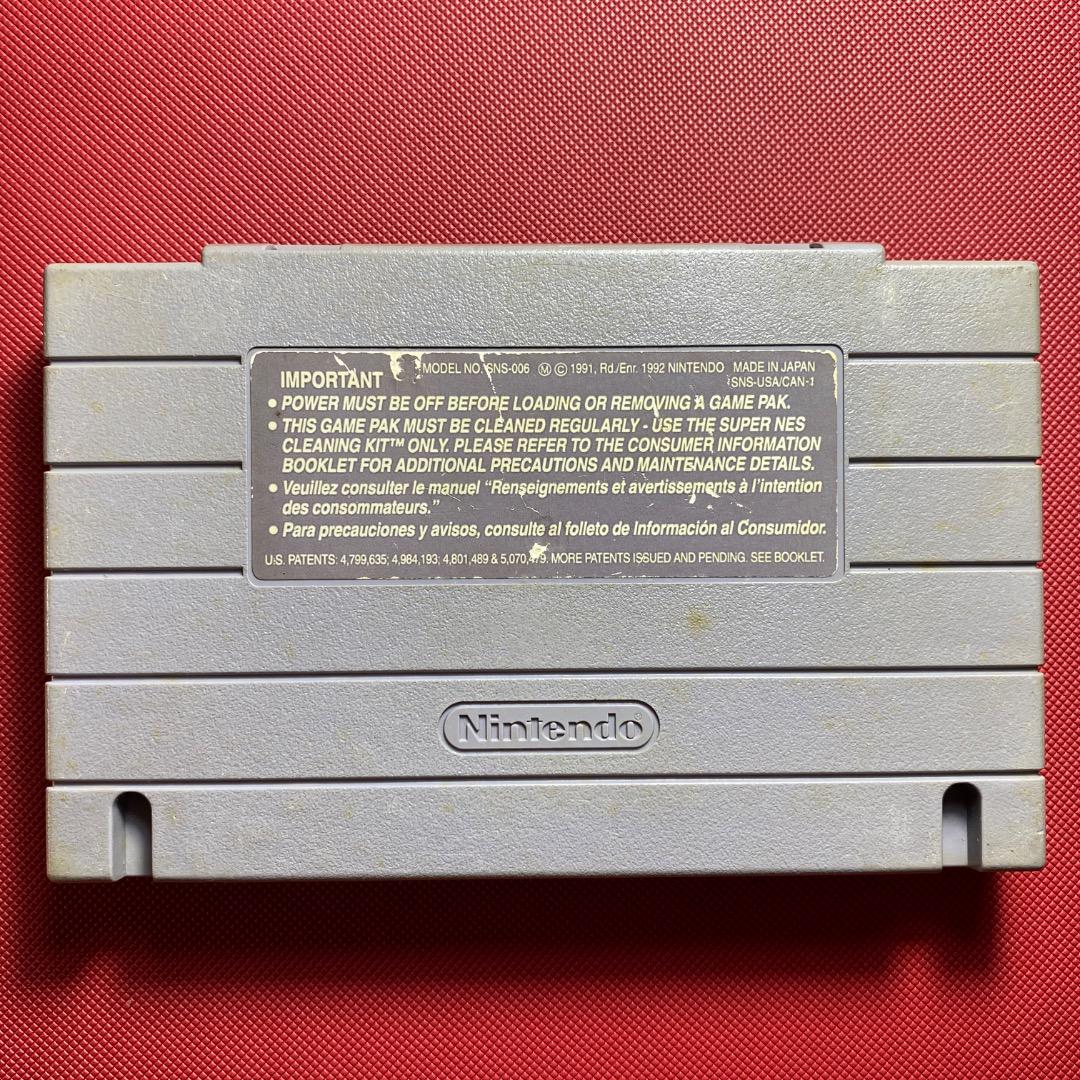 IMPORTANT
MODEL NO. SNS-006 Ⓜ © 1991, Rd./Enr. 1992 NINTENDO MADE IN JAPAN
SNS-USA/CAN-1
• POWER MUST BE OFF BEFORE LOADING OR REMOVING A GAME PAK.
• THIS GAME PAK MUST BE CLEANED REGULARLY - USE THE SUPER NES
CLEANING KIT™ ONLY. PLEASE REFER TO THE CONSUMER INFORMATION
BOOKLET FOR ADDITIONAL PRECAUTIONS AND MAINTENANCE DETAILS.
• Veuillez consulter le manuel “Renseignements et avertissements à l'intention
des consommateurs.”
• Para precauciones y avisos, consulte al folleto de Información al Consumidor.
U.S. PATENTS: 4,799,635; 4,984,193; 4,801,489 & 5,070,479. MORE PATENTS ISSUED AND PENDING. SEE BOOKLET.
Nintendo®